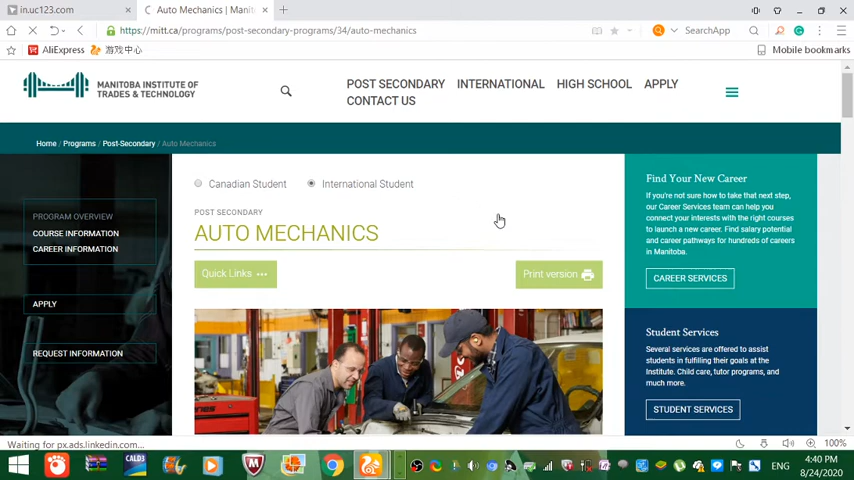 in.uc123.com
Auto Mechanics | Manit
https://mitt.ca/programs/post-secondary-programs/34/auto-mechanics
SearchApp
AliExpress
游戏中心
Mobile bookmarks
MANITOBA INSTITUTE OF
TRADES & TECHNOLOGY
POST SECONDARY
INTERNATIONAL
HIGH SCHOOL
APPLY
CONTACT US
Home / Programs / Post-Secondary / Auto Mechanics
PROGRAM OVERVIEW
COURSE INFORMATION
CAREER INFORMATION
APPLY
REQUEST INFORMATION
Canadian Student
International Student
POST SECONDARY
AUTO MECHANICS
Quick Links •••
Print version
Find Your New Career
If you're not sure how to take that next step,
our Career Services team can help you
connect your interests with the right courses
to launch a new career. Find salary potential
and career pathways for hundreds of careers
in Manitoba.
CAREER SERVICES
Student Services
Several services are offered to assist
students in fulfilling their goals at the
Institute. Child care, tutor programs, and
much more.
STUDENT SERVICES
Waiting for px.ads.linkedin.com...
100%
CALD3
ENG
4:40 PM
8/24/2020